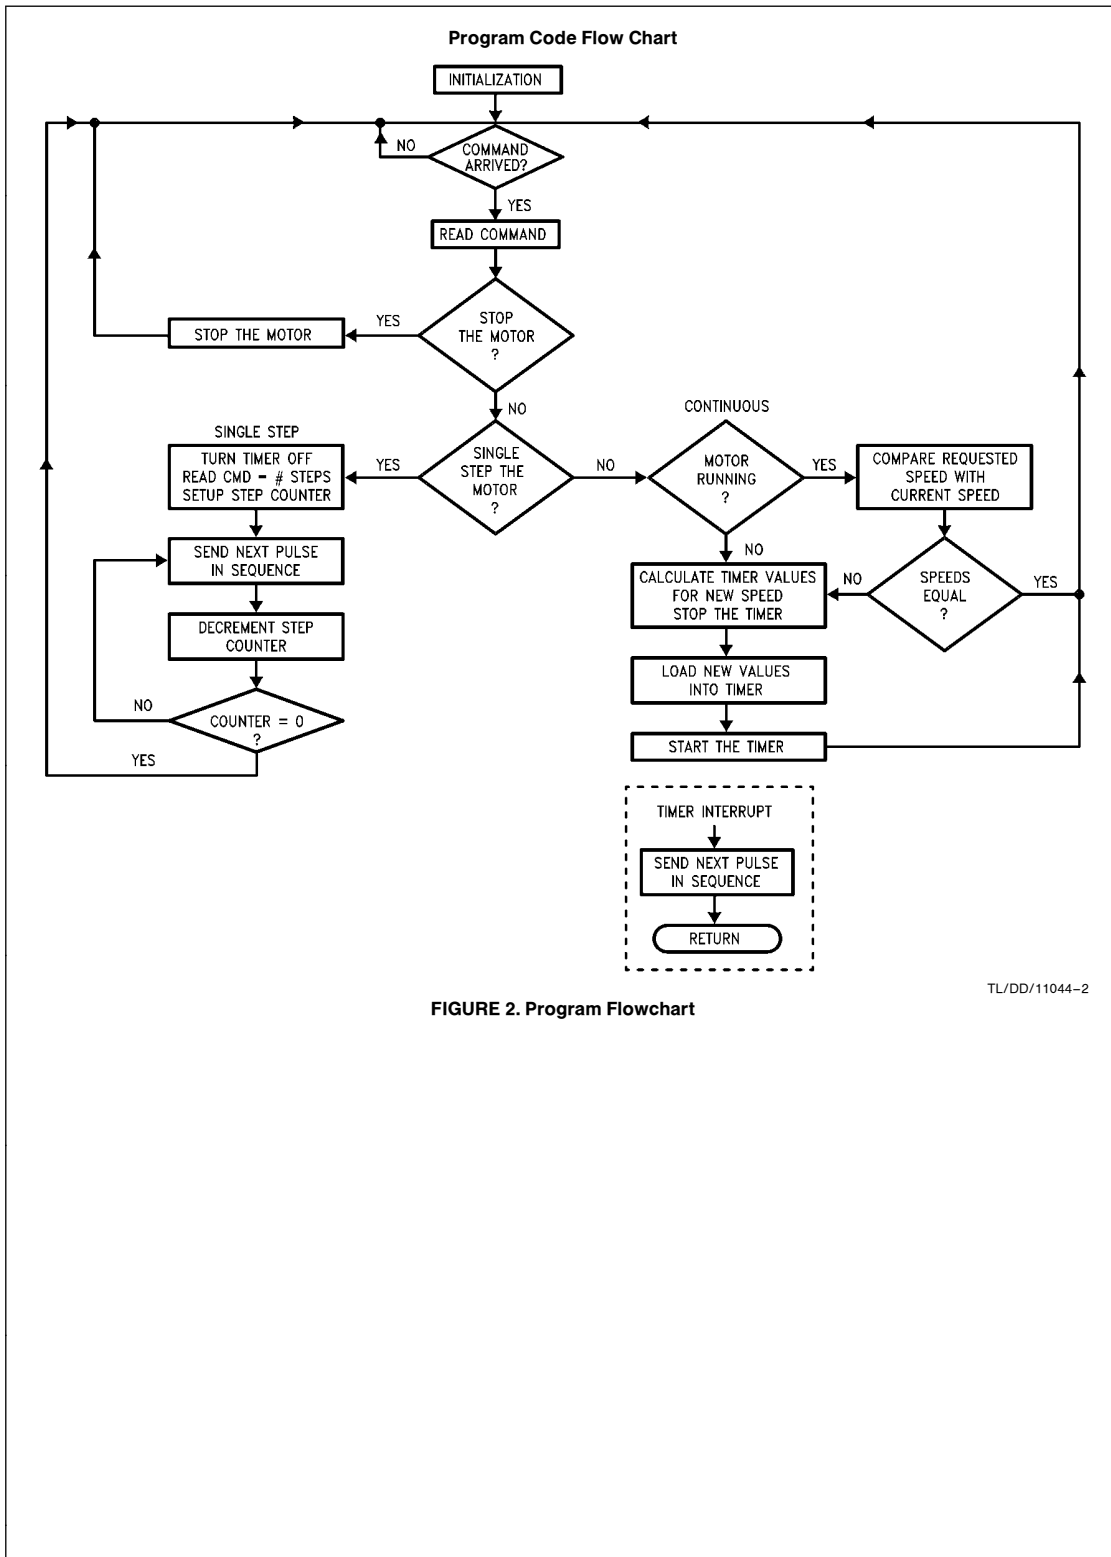 Program Code Flow Chart
INITIALIZATION
NO
COMMAND
ARRIVED?
YES
READ COMMAND
STOP THE MOTOR
YES
STOP
THE MOTOR
?
NO
CONTINUOUS
SINGLE STEP
TURN TIMER OFF
READ CMD – # STEPS
SETUP STEP COUNTER
YES
SINGLE
STEP THE
MOTOR
?
NO
MOTOR
RUNNING
?
YES
COMPARE REQUESTED
SPEED WITH
CURRENT SPEED
SEND NEXT PULSE
IN SEQUENCE
NO
CALCULATE TIMER VALUES
FOR NEW SPEED
STOP THE TIMER
NO
SPEEDS
EQUAL
?
YES
DECREMENT STEP
COUNTER
LOAD NEW VALUES
INTO TIMER
NO
COUNTER = 0
?
YES
START THE TIMER
TIMER INTERRUPT
SEND NEXT PULSE
IN SEQUENCE
RETURN
TL/DD/11044–2
FIGURE 2. Program Flowchart